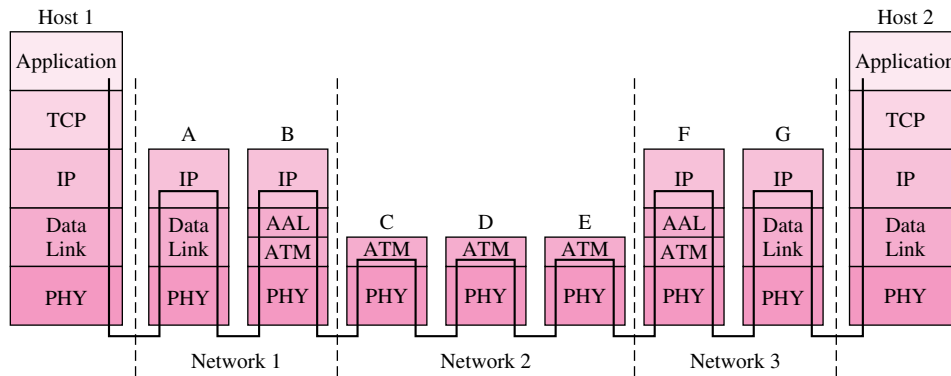 Host 1
Application
TCP
IP
Data
Link
PHY
A
IP
Data
Link
PHY
B
IP
AAL
ATM
PHY
C
ATM
PHY
D
ATM
PHY
E
ATM
PHY
F
IP
AAL
ATM
PHY
G
IP
Data
Link
PHY
Host 2
Application
TCP
IP
Data
Link
PHY
Network 1
Network 2
Network 3